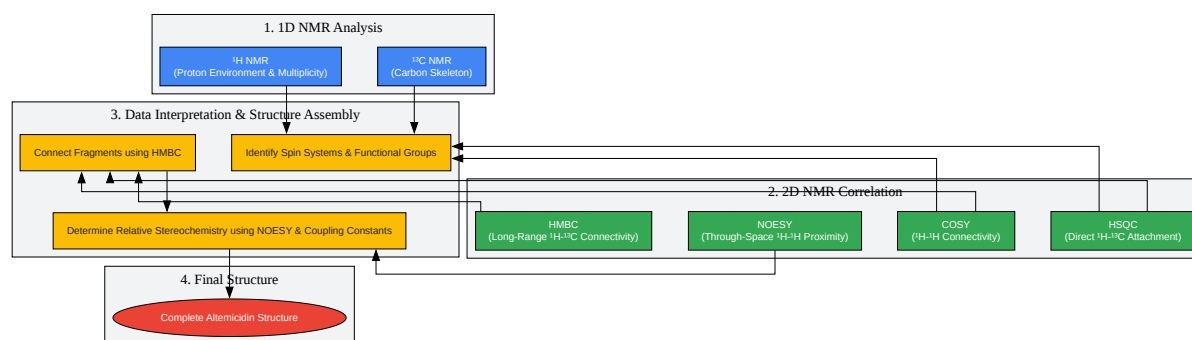 1. 1D NMR Analysis
¹H NMR
(Proton Environment & Multiplicity)
¹³C NMR
(Carbon Skeleton)
3. Data Interpretation & Structure Assembly
Connect Fragments using HMBC
Identify Spin Systems & Functional Groups
Determine Relative Stereochemistry using NOESY & Coupling Constants
2. 2D NMR Correlation
HMBC
(Long-Range ¹H-¹³C Connectivity)
NOESY
(Through-Space ¹H-¹H Proximity)
COSY
(¹H-¹H Connectivity)
HSQC
(Direct ¹H-¹³C Attachment)
4. Final Structure
Complete Altemicidin Structure